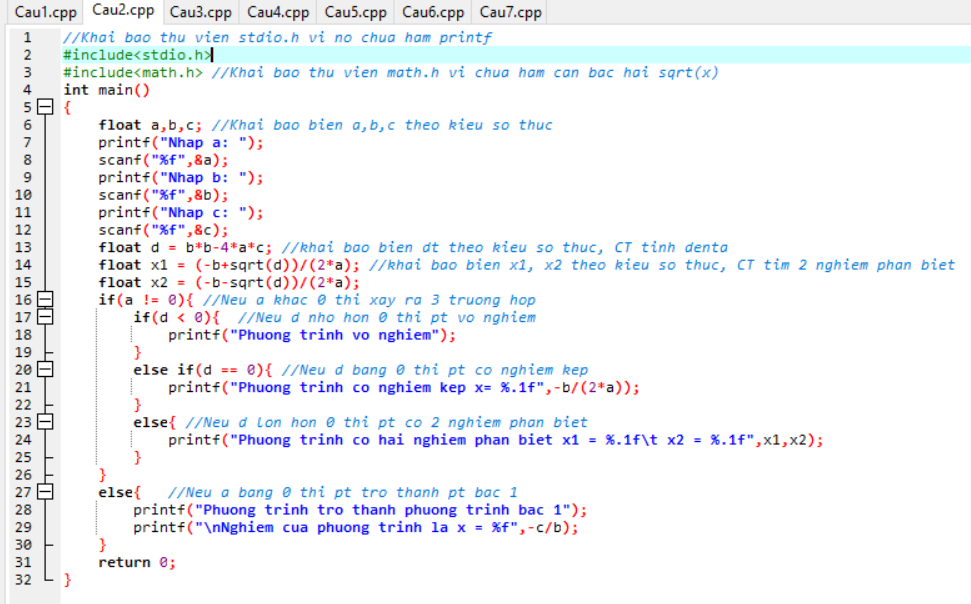 Cau1.cpp Cau2.cpp Cau3.cpp Cau4.cpp Cau5.cpp Cau6.cpp Cau7.cpp
1 //Khai bao thu vien stdio.h vi no chua ham printf
2 #include<stdio.h>
3 #include<math.h> //Khai bao thu vien math.h vi chua ham can bac hai sqrt(x)
4 int main()
5 {
6 float a,b,c; //Khai bao bien a,b,c theo kieu so thuc
7 printf("Nhap a: ");
8 scanf("%f",&a);
9 printf("Nhap b: ");
10 scanf("%f",&b);
11 printf("Nhap c: ");
12 scanf("%f",&c);
13 float d = b*b-4*a*c; //khai bao bien dt theo kieu so thuc, CT tinh denta
14 float x1 = (-b+sqrt(d))/(2*a); //khai bao bien x1, x2 theo kieu so thuc, CT tim 2 nghiem phan biet
15 float x2 = (-b-sqrt(d))/(2*a);
16 if(a != 0){ //Neu a khac 0 thi xay ra 3 truong hop
17 if(d < 0){ //Neu d nho hon 0 thi pt vo nghiem
18 printf("Phuong trinh vo nghiem");
19 }
20 else if(d == 0){ //Neu d bang 0 thi pt co nghiem kep
21 printf("Phuong trinh co nghiem kep x= %.1f",-b/(2*a));
22 }
23 else{ //Neu d lon hon 0 thi pt co 2 nghiem phan biet
24 printf("Phuong trinh co hai nghiem phan biet x1 = %.1f\t x2 = %.1f",x1,x2);
25 }
26 }
27 else{ //Neu a bang 0 thi pt tro thanh pt bac 1
28 printf("Phuong trinh tro thanh phuong trinh bac 1");
29 printf("\nNghiem cua phuong trinh la x = %f",-c/b);
30 }
31 return 0;
32 }